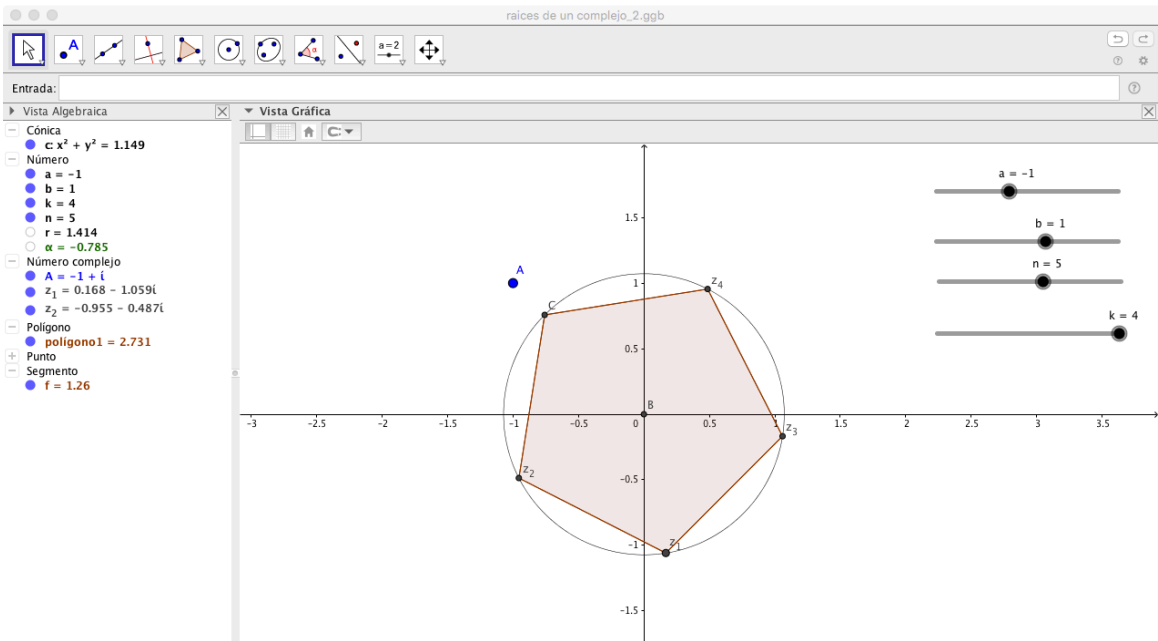 raices de un complejo_2.ggb
A
α
a=2
Entrada:
Vista Algebraica
Cónica
c: x² + y² = 1.149
Número
a = -1
b = 1
k = 4
n = 5
r = 1.414
α = -0.785
Número complejo
A = -1 + í
z₁ = 0.168 - 1.059í
z₂ = -0.955 - 0.487í
Polígono
polígono1 = 2.731
Punto
Segmento
f = 1.26
Vista Gráfica
a = -1
b = 1
n = 5
k = 4
1.5
A
1
z₄
C
0.5
B
-3 -2.5 -2 -1.5 -1 -0.5 0 0.5 1 1.5 2 2.5 3 3.5
z₃
z₂
-0.5
z₁
-1
-1.5